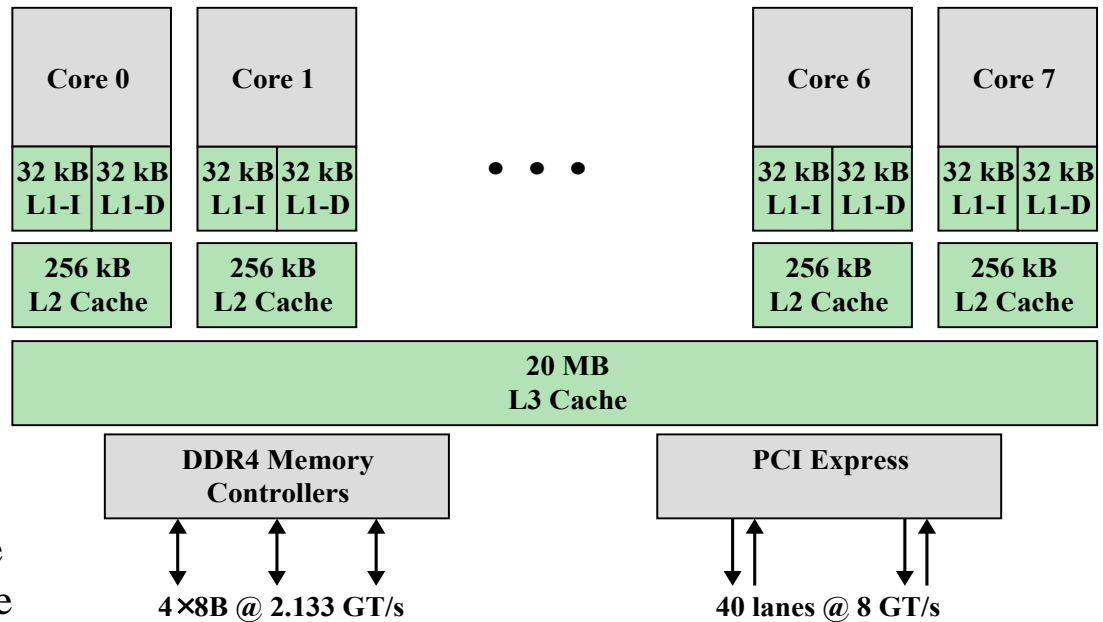 Core 0
Core 1
Core 6
Core 7
32 kB 32 kB
L1-I L1-D
32 kB 32 kB
L1-I L1-D
• • •
32 kB 32 kB
L1-I L1-D
32 kB 32 kB
L1-I L1-D
256 kB
L2 Cache
256 kB
L2 Cache
256 kB
L2 Cache
256 kB
L2 Cache
20 MB
L3 Cache
DDR4 Memory
Controllers
PCI Express
4×8B @ 2.133 GT/s
40 lanes @ 8 GT/s